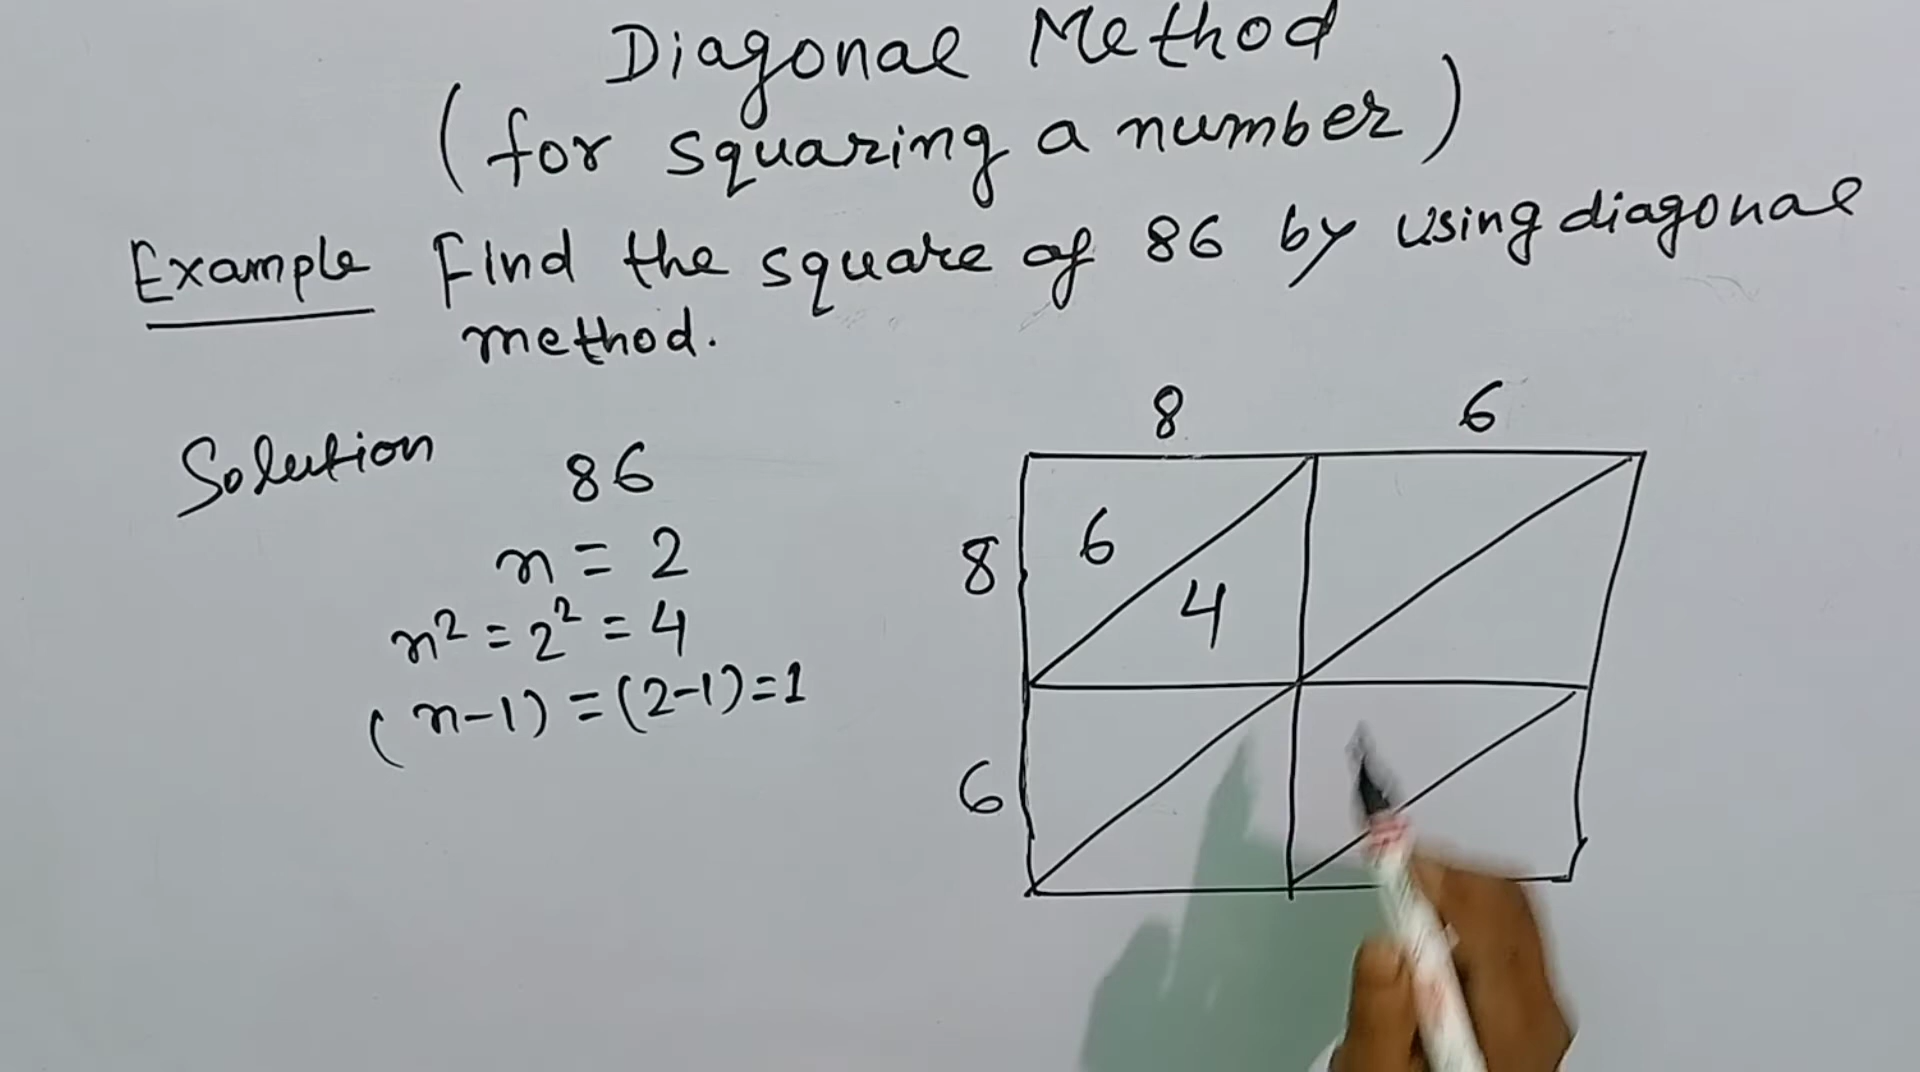 Diagonal Method
(for squaring a number)
Example Find the square of 86 by using diagonal
method.
Solution 86
n = 2
n² = 2² = 4
(n-1) = (2-1) = 1
8 6
8 6 4
6